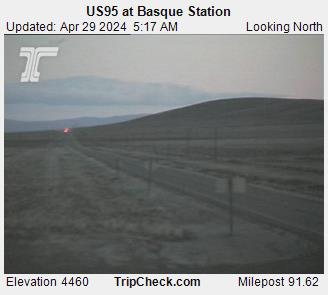 US95 at Basque Station
Updated: Apr 29 2024 5:17 AM Looking North
Elevation 4460 TripCheck.com Milepost 91.62